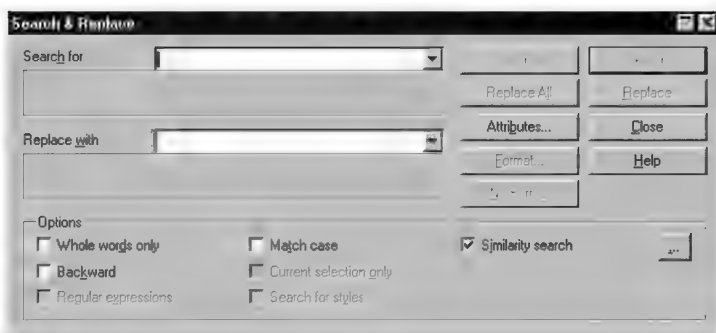 Search & Replace
Search for
Replace All
Replace
Attributes...
Close
Replace with
Format...
Help
Options
Whole words only
Match case
Similarity search
...
Backward
Current selection only
Regular expressions
Search for styles